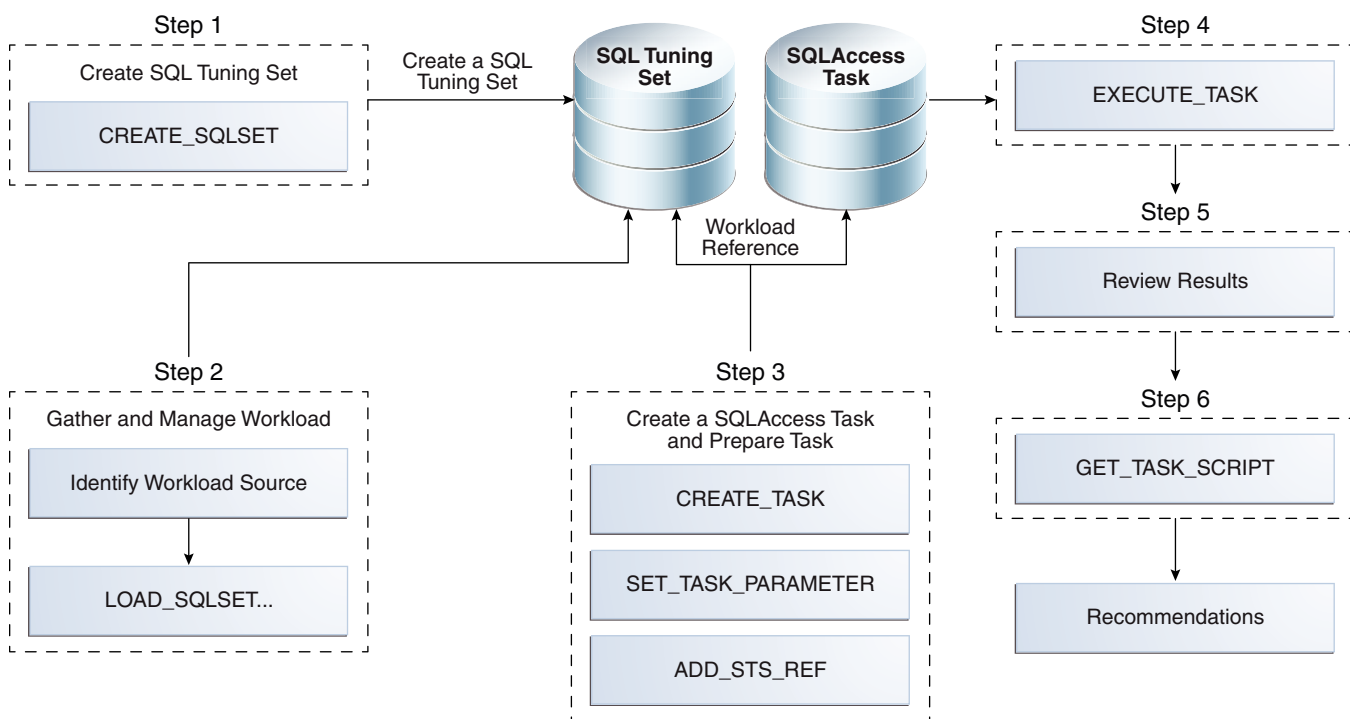 Step 1
Create SQL Tuning Set
CREATE_SQLSET
Create a SQL
Tuning Set
SQL Tuning
Set
SQLAccess
Task
Workload
Reference
Step 2
Gather and Manage Workload
Identify Workload Source
LOAD_SQLSET...
Step 3
Create a SQLAccess Task
and Prepare Task
CREATE_TASK
SET_TASK_PARAMETER
ADD_STS_REF
Step 4
EXECUTE_TASK
Step 5
Review Results
Step 6
GET_TASK_SCRIPT
Recommendations